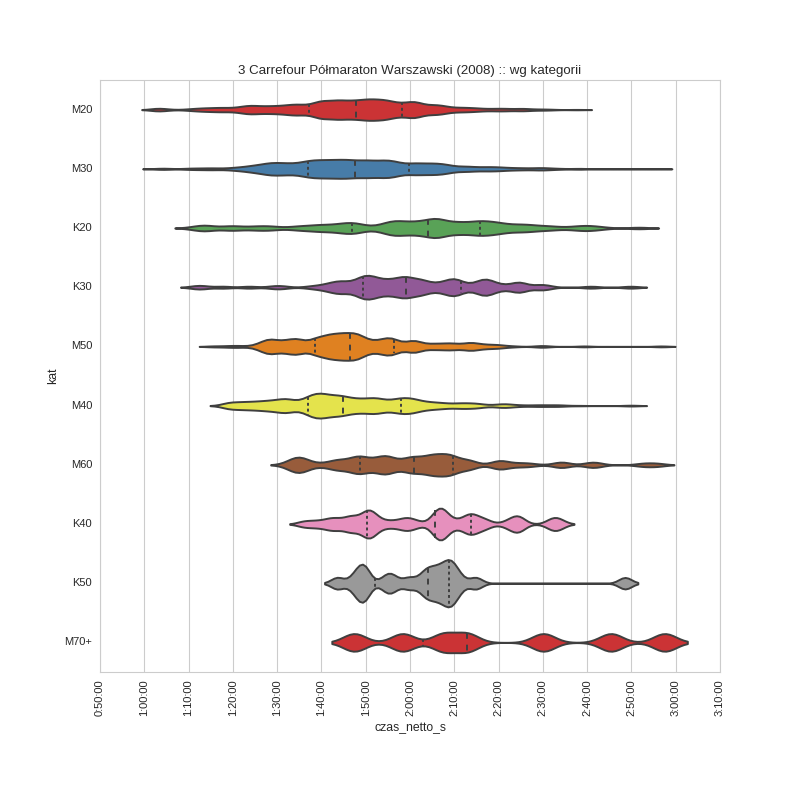 3 Carrefour Półmaraton Warszawski (2008) :: wg kategorii
M20
M30
K20
K30
M50
M40
M60
K40
K50
M70+
kat
0:50:00
1:00:00
1:10:00
1:20:00
1:30:00
1:40:00
1:50:00
2:00:00
2:10:00
2:20:00
2:30:00
2:40:00
2:50:00
3:00:00
3:10:00
czas_netto_s